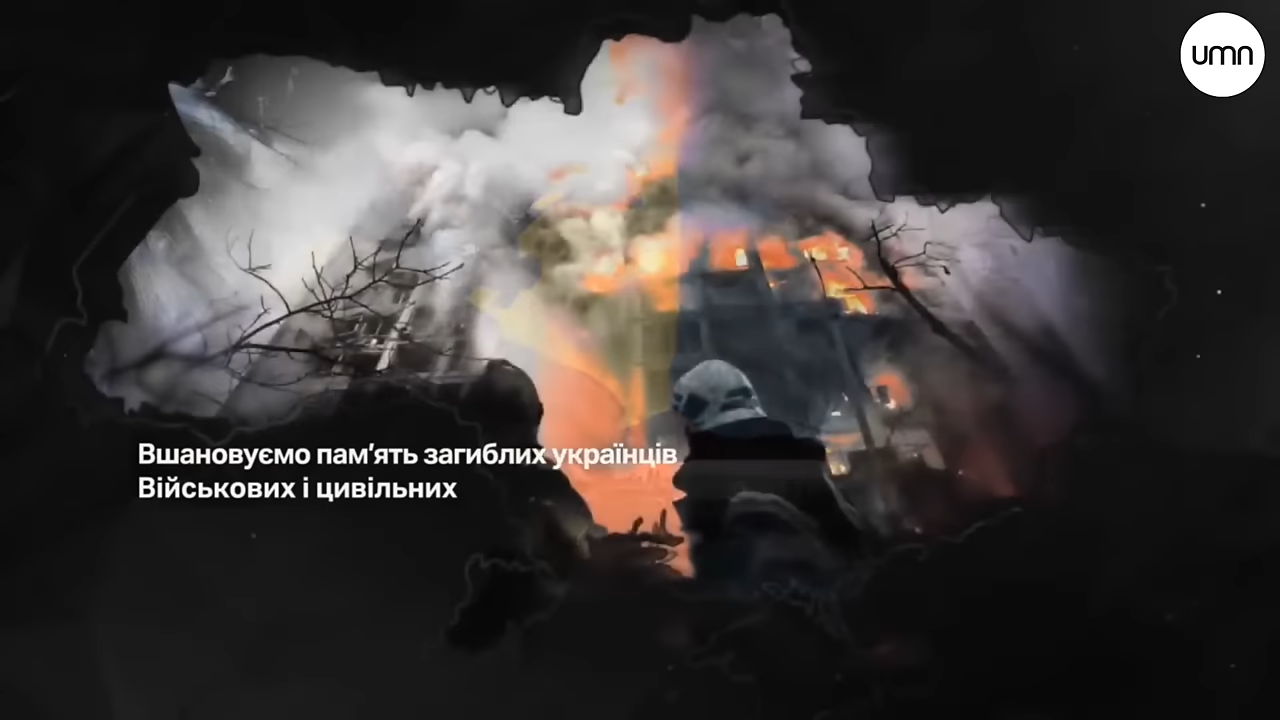 umn
Вшановуємо пам’ять загиблих українців
Військових і цивільних